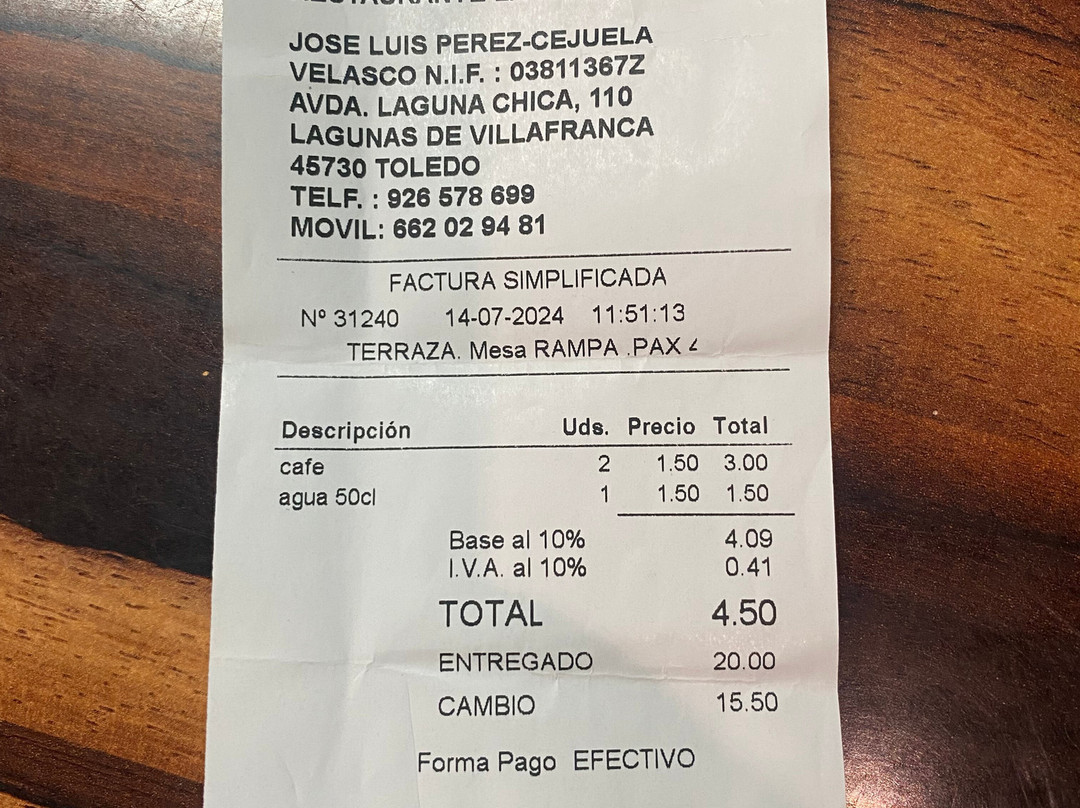 JOSE LUIS PEREZ-CEJUELA
VELASCO N.I.F. : 03811367Z
AVDA. LAGUNA CHICA, 110
LAGUNAS DE VILLAFRANCA
45730 TOLEDO
TELF. : 926 578 699
MOVIL: 662 02 94 81
FACTURA SIMPLIFICADA
Nº 31240 14-07-2024 11:51:13
TERRAZA. Mesa RAMPA .PAX
Descripción Uds. Precio Total
cafe 2 1.50 3.00
agua 50cl 1 1.50 1.50
Base al 10% 4.09
I.V.A. al 10% 0.41
TOTAL 4.50
ENTREGADO 20.00
CAMBIO 15.50
Forma Pago EFECTIVO